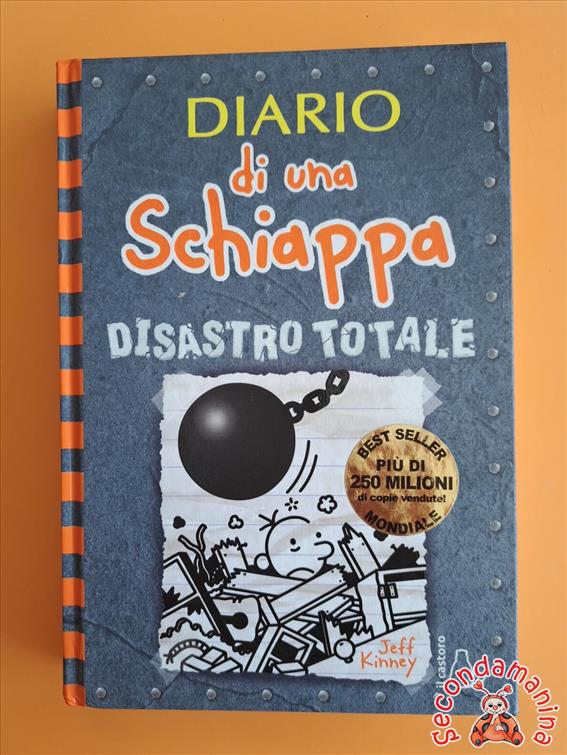 DIARIO
di una
Schiappa
DISASTRO TOTALE
BEST SELLER
PIÙ DI
250 MILIONI
di copie vendute!
MONDIALE
Jeff
Kinney
il castoro
Secondamanina